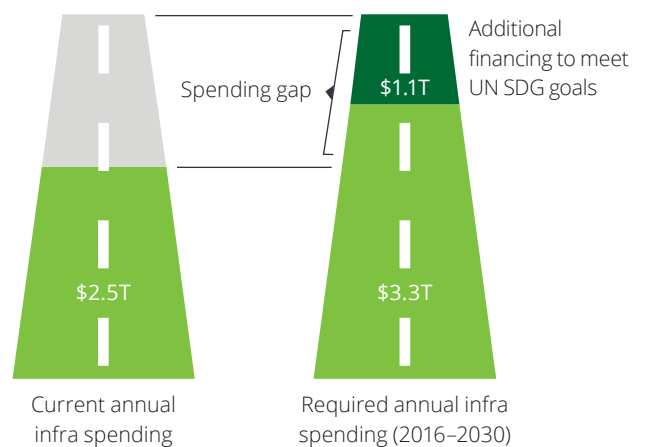 Additional
financing to meet
UN SDG goals
Spending gap
$1.1T
$2.5T
$3.3T
Current annual
infra spending
Required annual infra
spending (2016–2030)